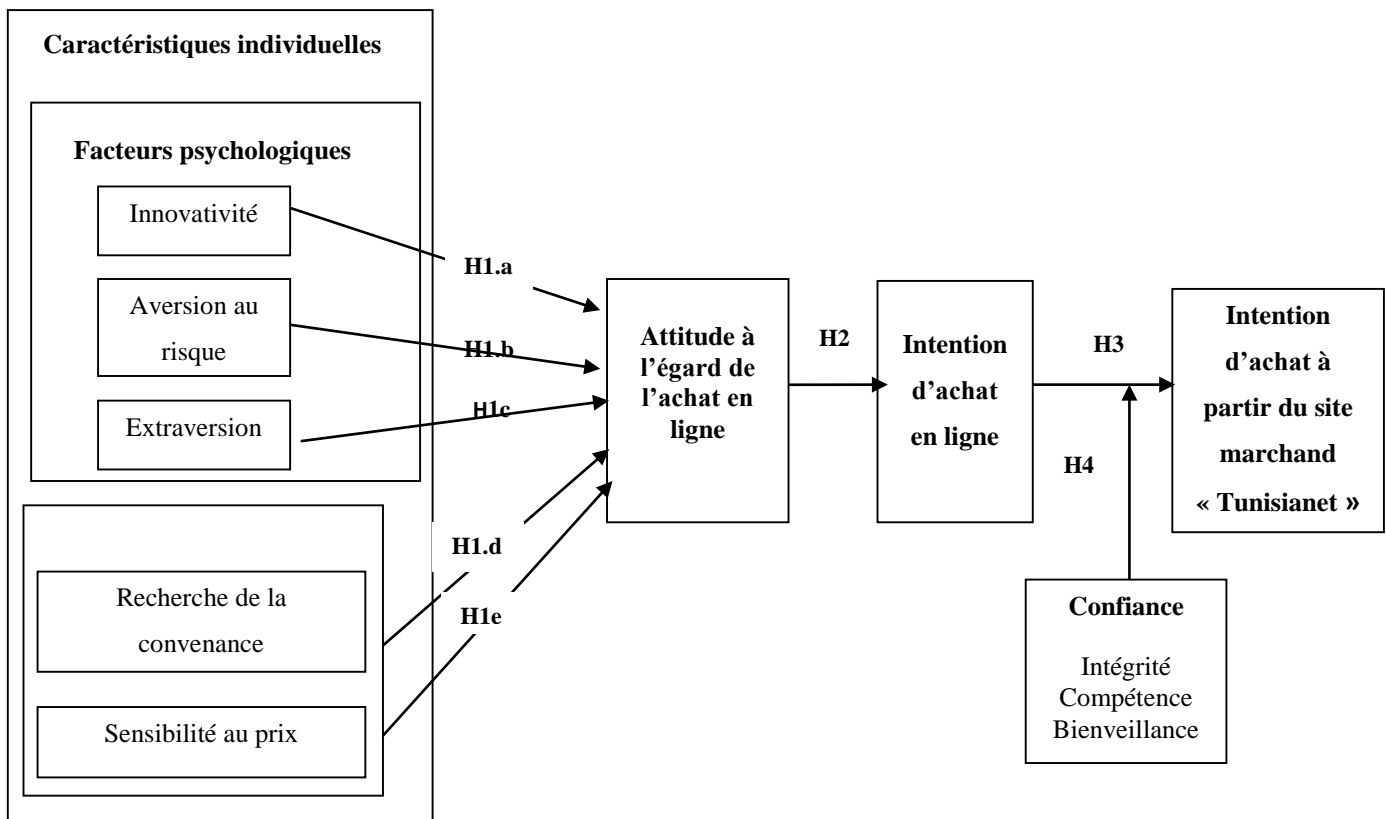 Caractéristiques individuelles
Facteurs psychologiques
Innovativité
Aversion au
risque
Extraversion
Recherche de la
convenance
Sensibilité au prix
H1.a
H1.b
H1c
H1.d
H1e
Attitude à
l’égard de
l’achat en
ligne
H2
Intention
d’achat
en ligne
H3
H4
Intention
d’achat à
partir du site
marchand
« Tunisianet »
Confiance
Intégrité
Compétence
Bienveillance